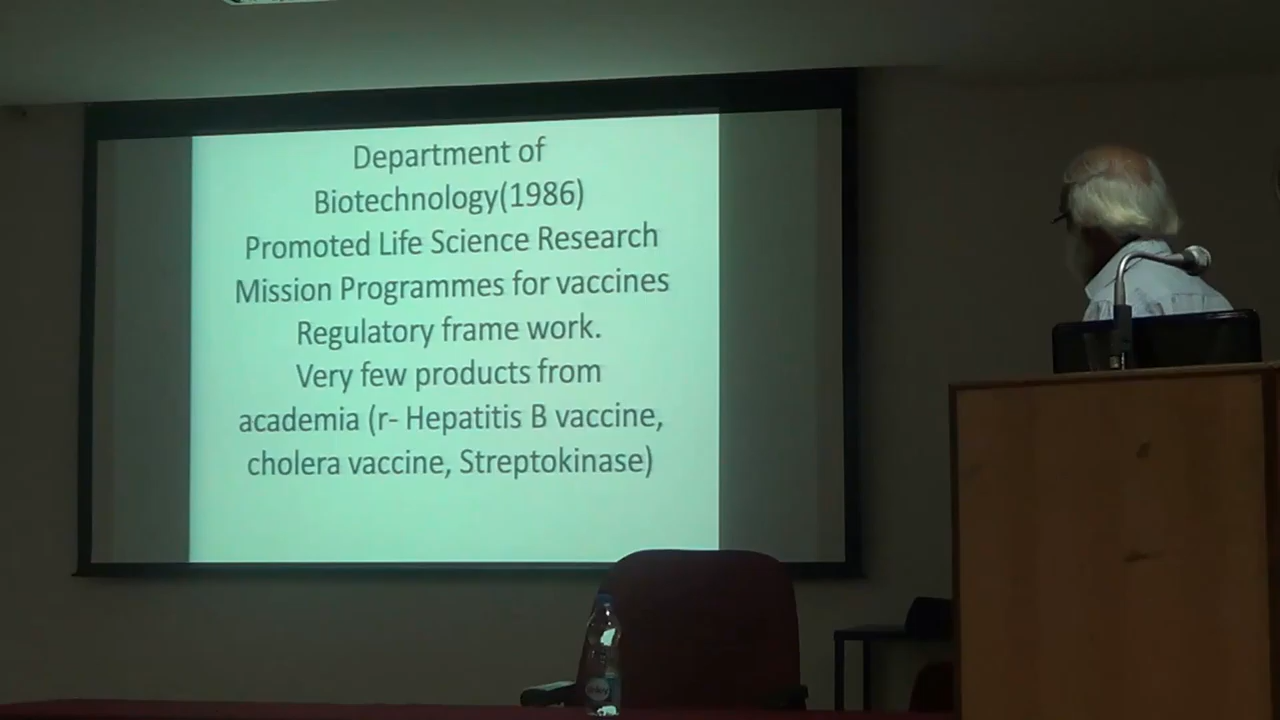 Department of
Biotechnology(1986)
Promoted Life Science Research
Mission Programmes for vaccines
Regulatory frame work.
Very few products from
academia (r- Hepatitis B vaccine,
cholera vaccine, Streptokinase)